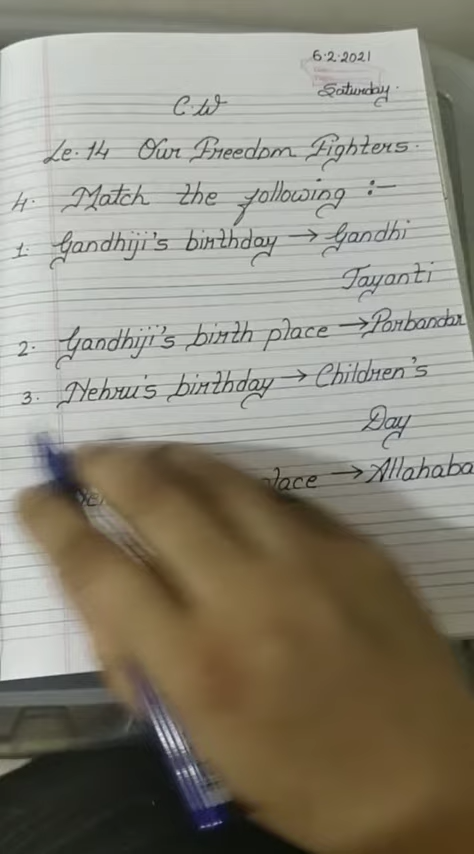 6.2.2021
Saturday.
C.W
Le. 14 Our Freedom Fighters.
4. Match the following :-
1. Gandhiji's birthday → Gandhi
Jayanti
2. Gandhiji's birth place → Porbandar
3. Nehru's birthday → Children's
Day
place → Allahaba